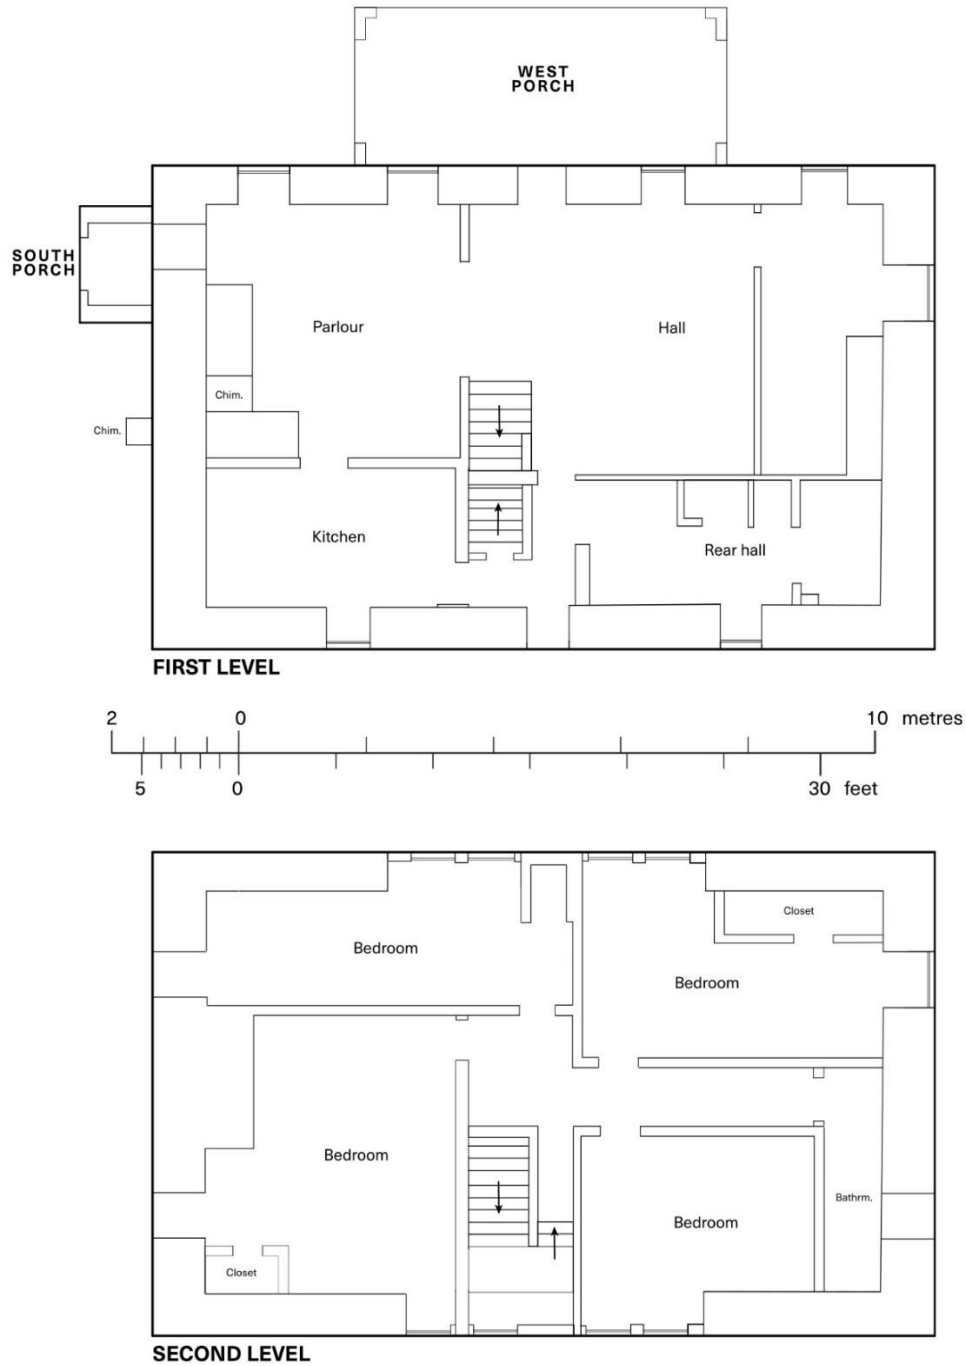 WEST
PORCH
SOUTH
PORCH
Parlour
Hall
Chim.
Chim.
Kitchen
Rear hall
FIRST LEVEL
2 0 10 metres
5 0 30 feet
Closet
Bedroom
Bedroom
Bedroom
Bathrm.
Bedroom
Closet
SECOND LEVEL